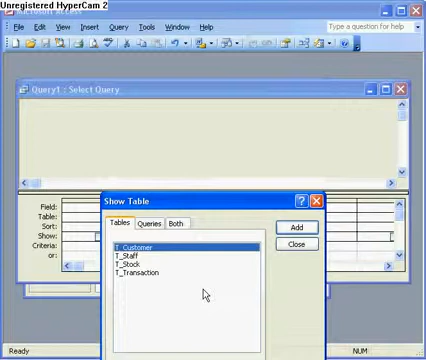 Unregistered HyperCam 2
File Edit View Insert Query Tools Window Help Type a question for help
Query1 : Select Query
Field:
Table:
Sort:
Show:
Criteria:
or:
Show Table
Tables Queries Both
T_Customer
T_Staff
T_Stock
T_Transaction
Add
Close
Ready NUM